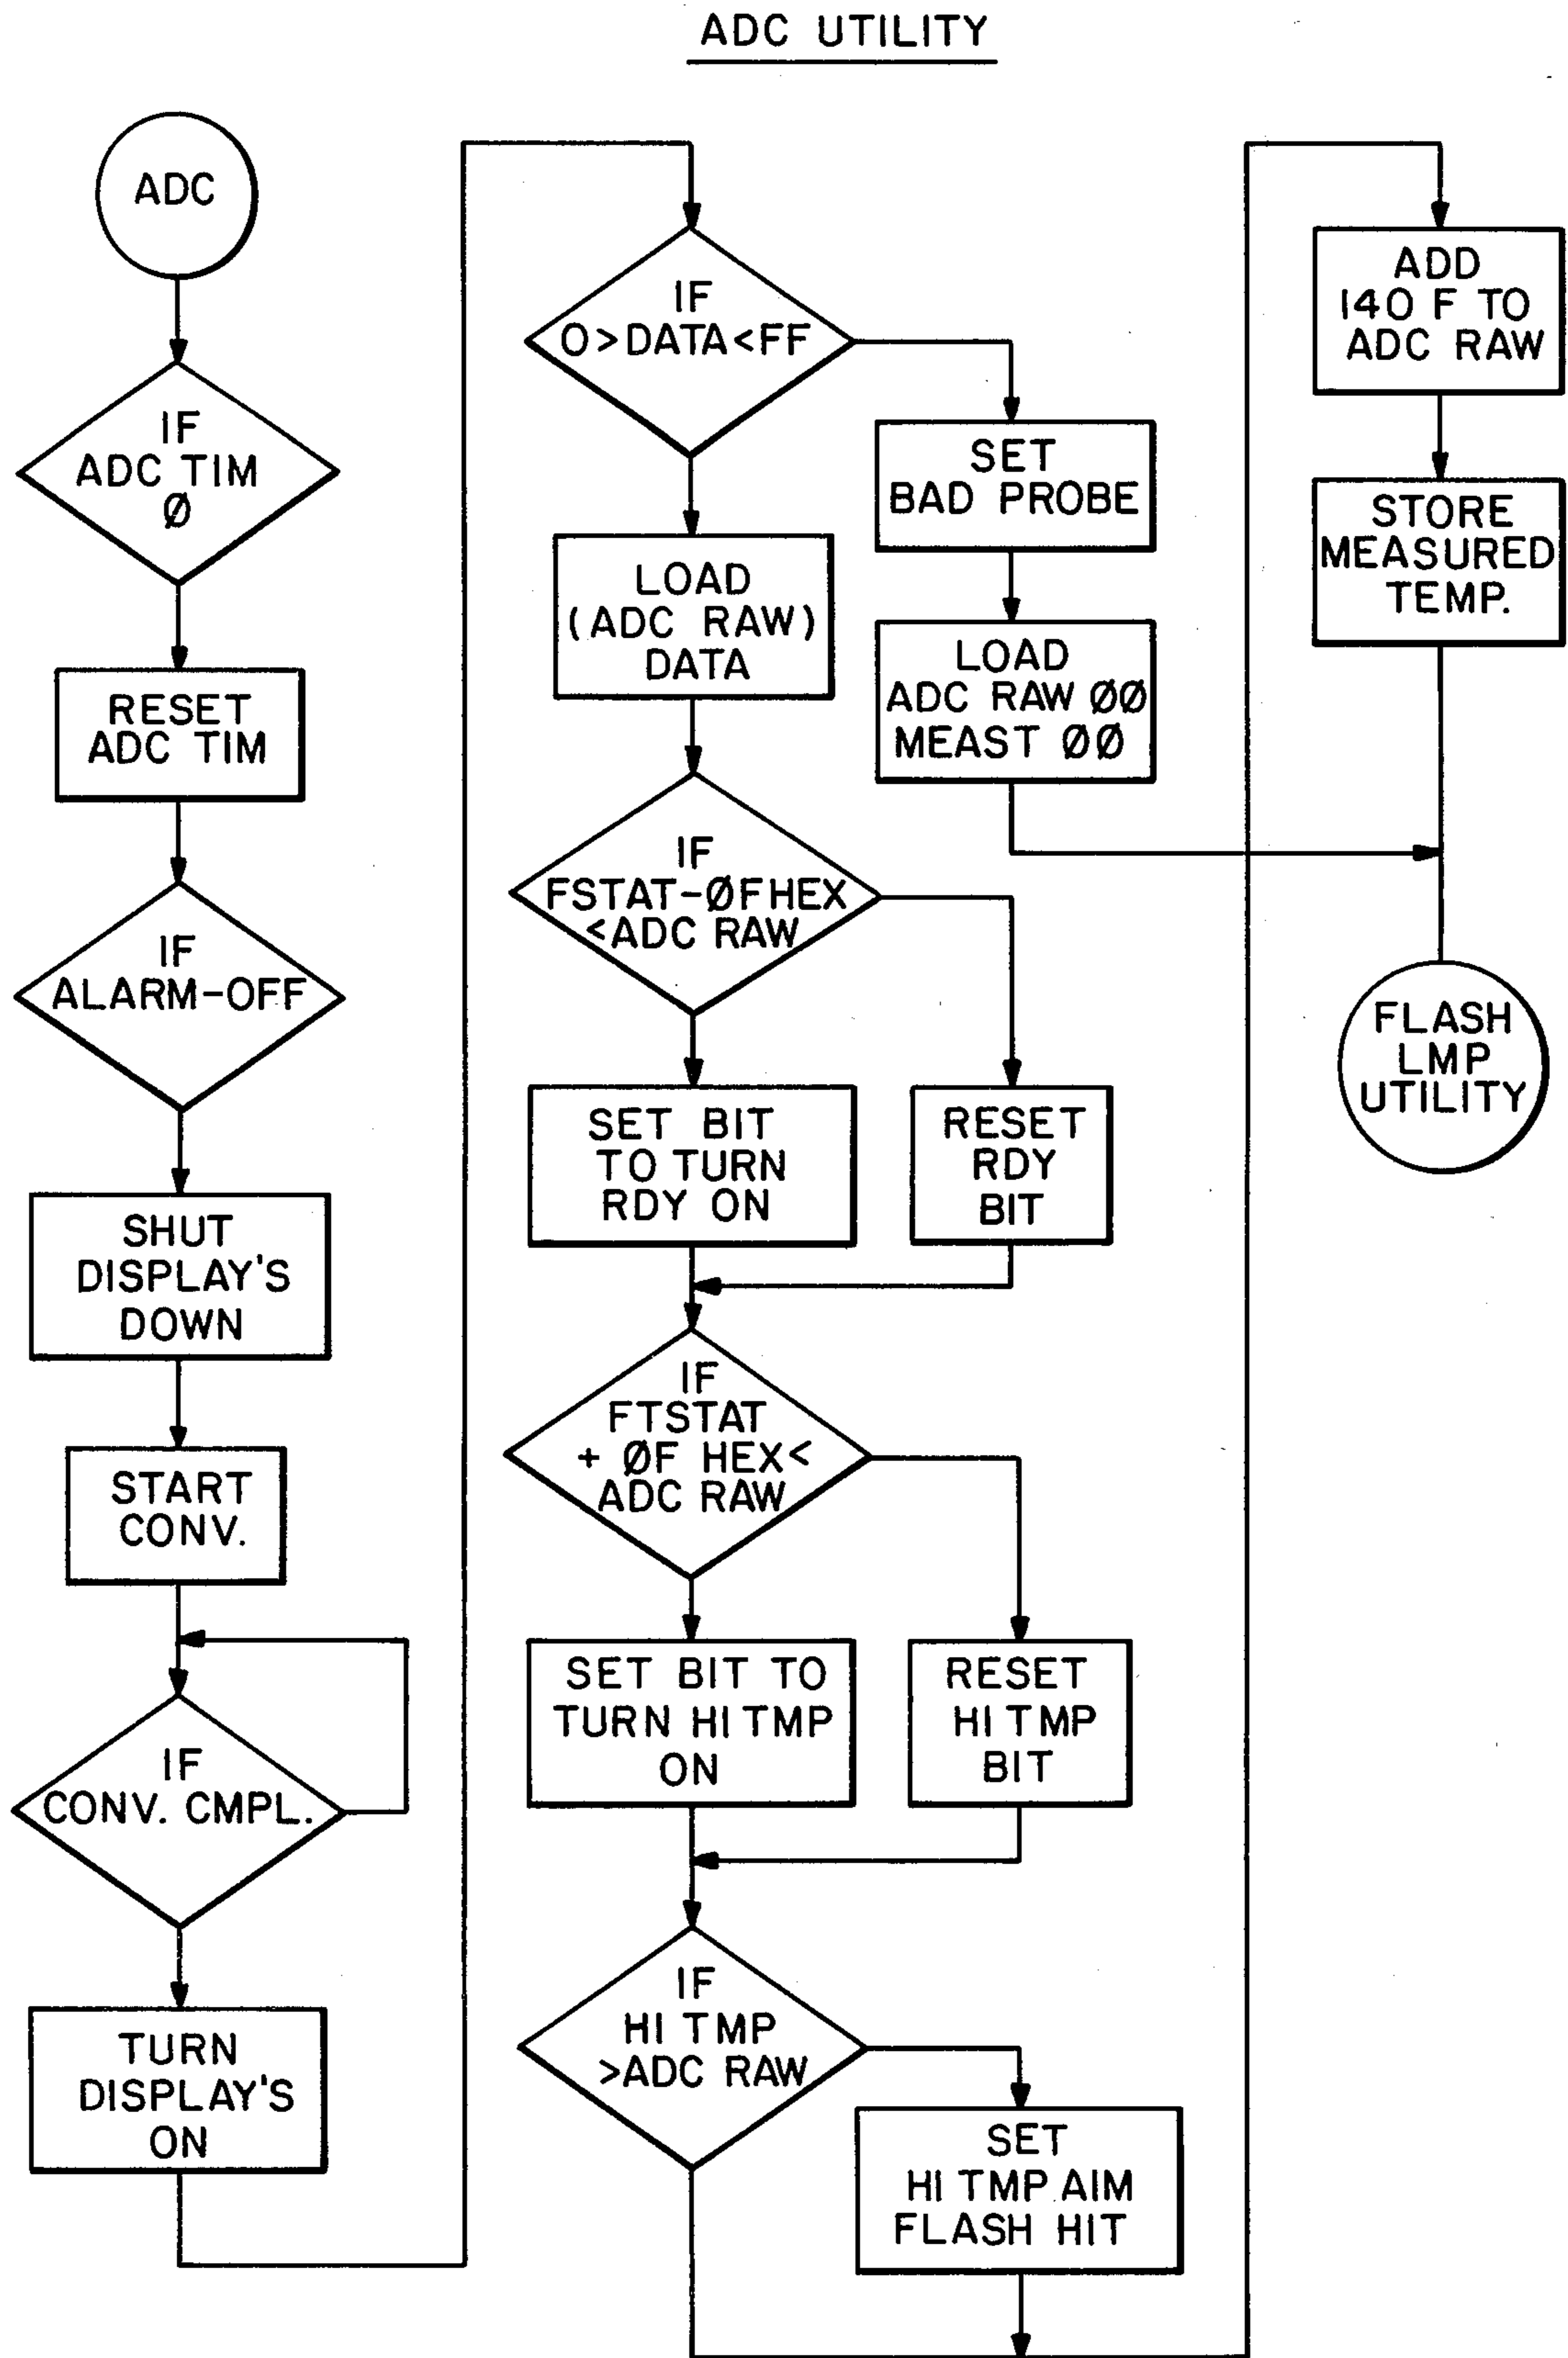 ADC UTILITY
ADC
IF
ADC TIM
Ø
RESET
ADC TIM
IF
ALARM-OFF
SHUT
DISPLAY'S
DOWN
START
CONV.
IF
CONV. CMPL.
TURN
DISPLAY'S
ON
IF
O>DATA<FF
SET
BAD PROBE
LOAD
(ADC RAW)
DATA
LOAD
ADC RAW ØØ
MEAST ØØ
IF
FSTAT-ØFHEX
<ADC RAW
SET BIT
TO TURN
RDY ON
RESET
RDY
BIT
IF
FTSTAT
+ ØF HEX<
ADC RAW
SET BIT TO
TURN HI TMP
ON
RESET
HI TMP
BIT
IF
HI TMP
>ADC RAW
SET
HI TMP AIM
FLASH HIT
ADD
140 F TO
ADC RAW
STORE
MEASURED
TEMP.
FLASH
LMP
UTILITY